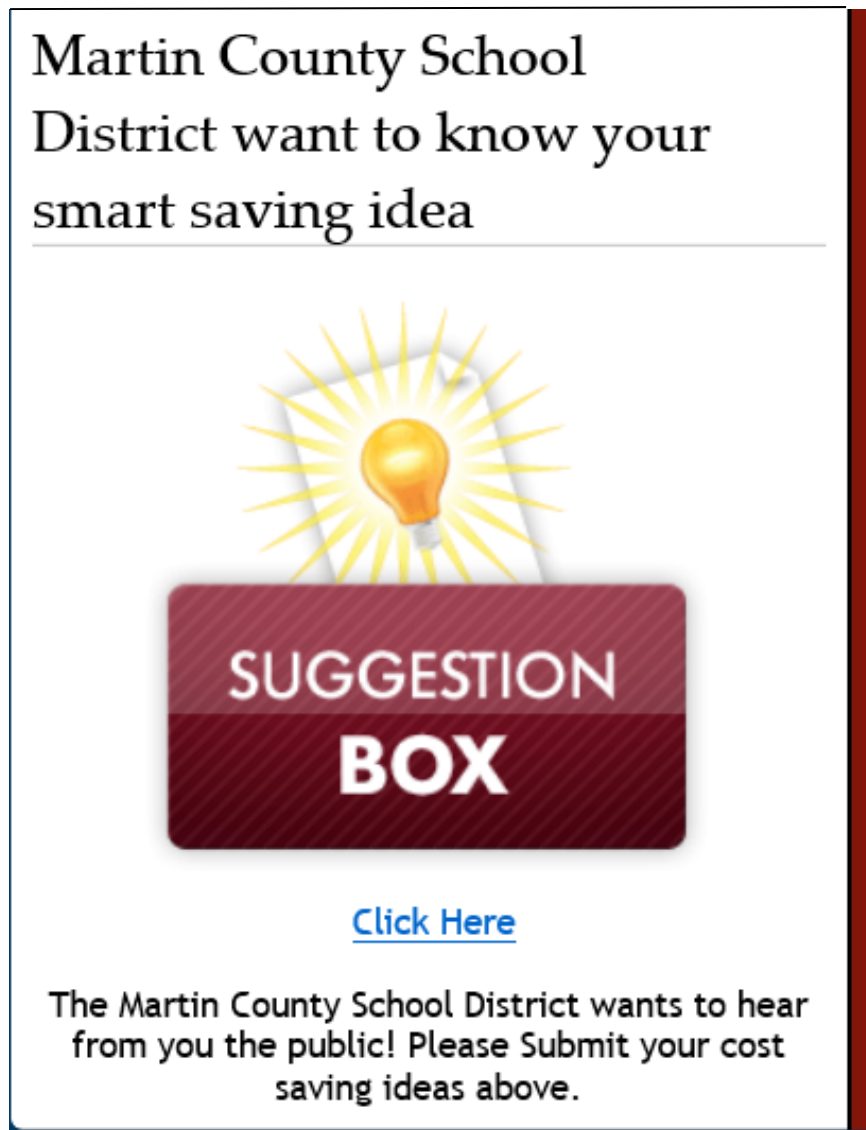 Martin County School
District want to know your
smart saving idea
SUGGESTION
BOX
Click Here
The Martin County School District wants to hear
from you the public! Please Submit your cost
saving ideas above.